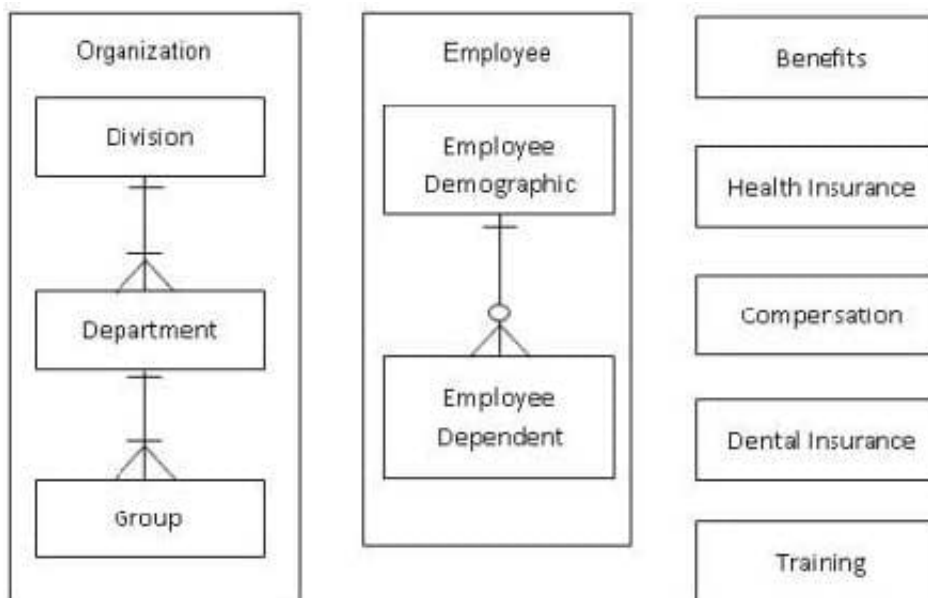 Organization
Division
Department
Group
Employee
Employee
Demographic
Employee
Dependent
Benefits
Health Insurance
Compersation
Dental Insurance
Training